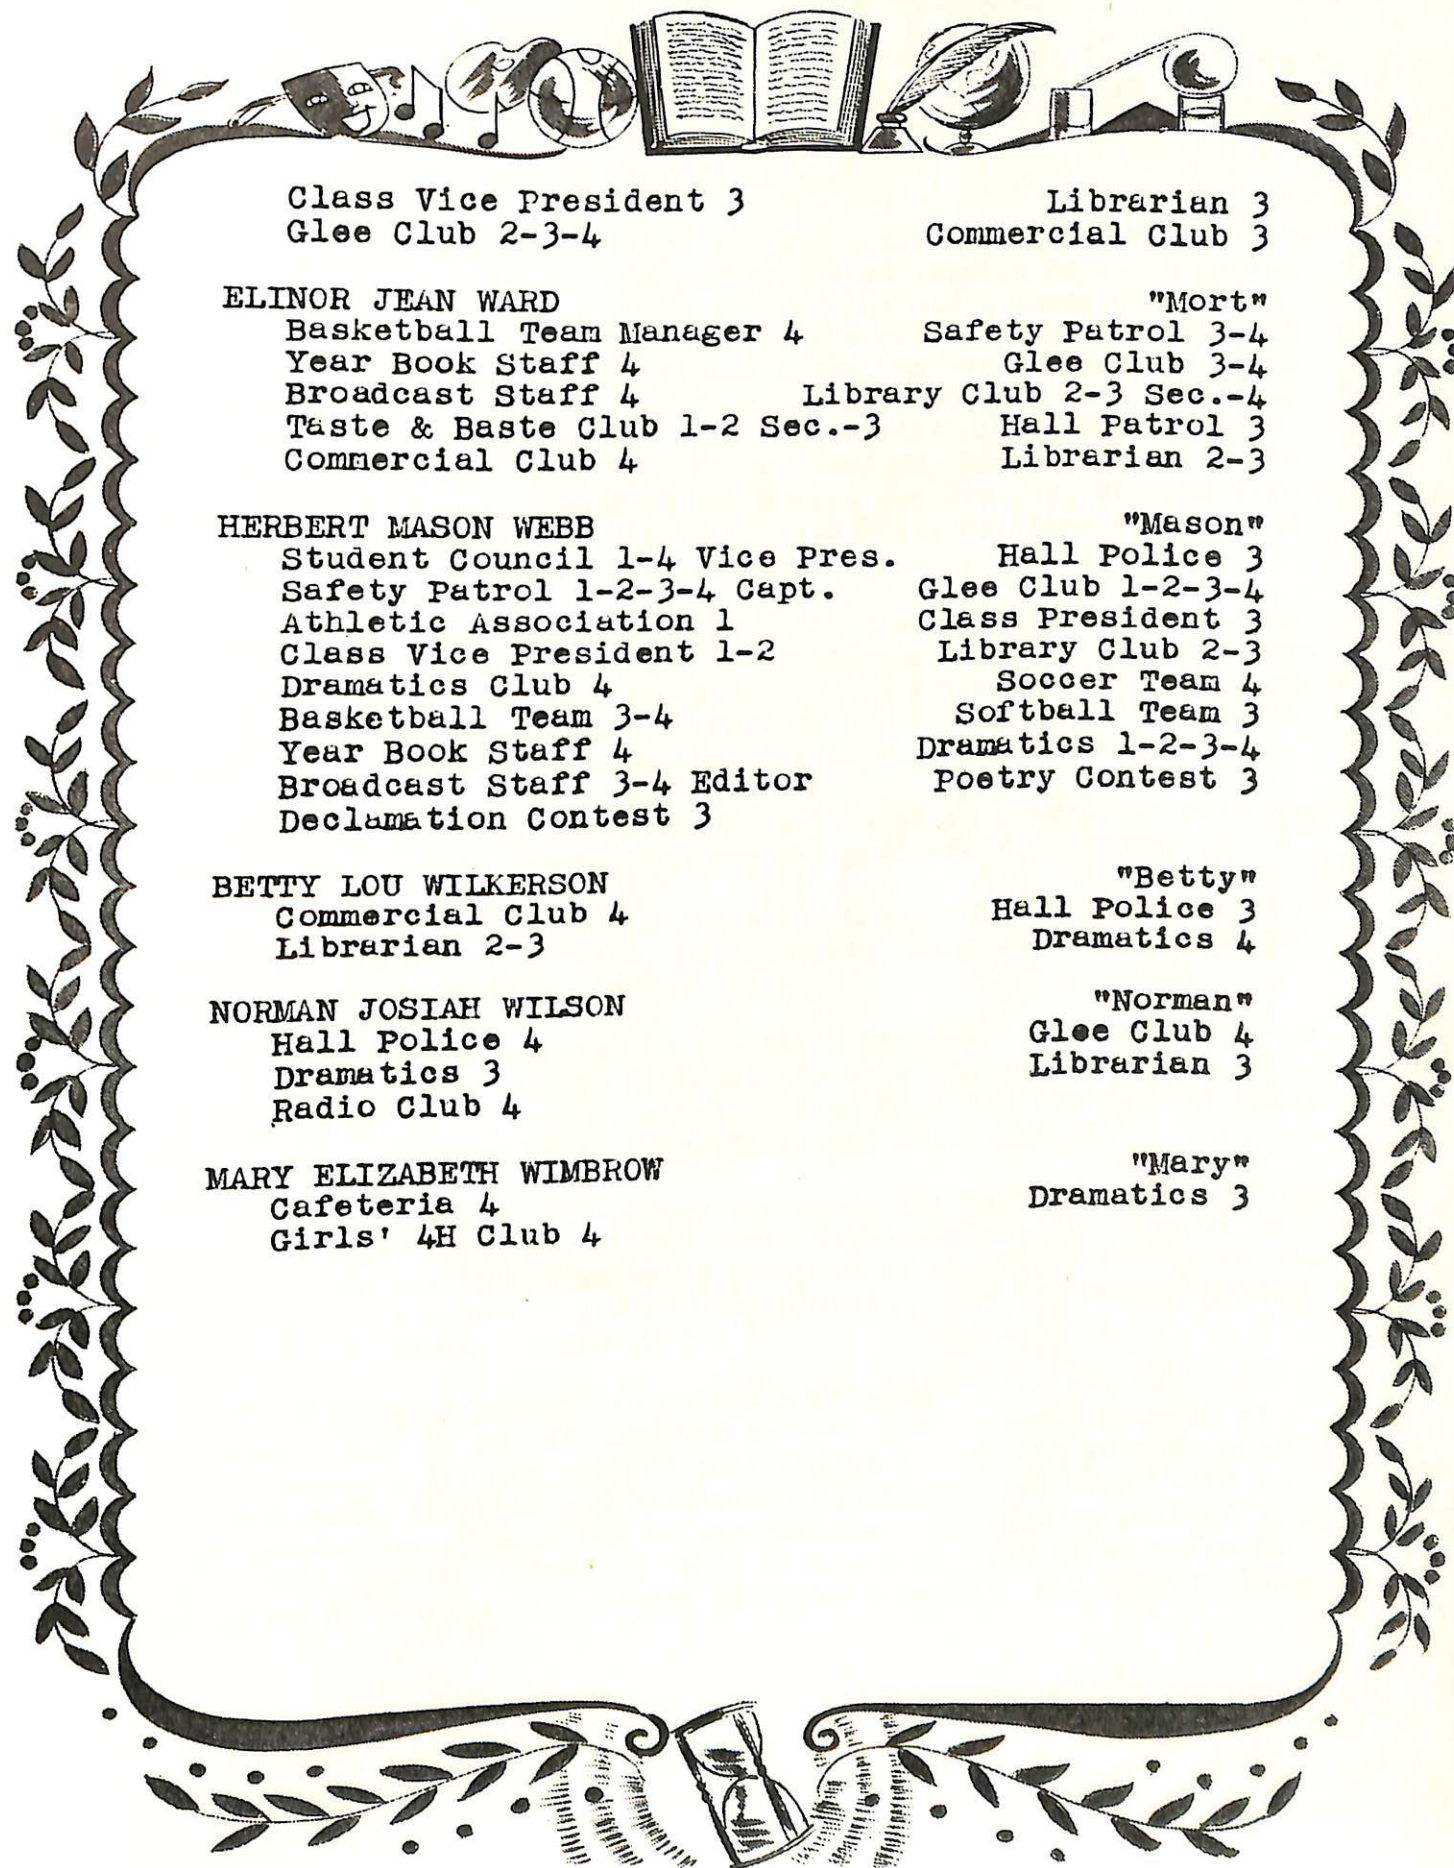 Class Vice President 3 Librarian 3
Glee Club 2-3-4 Commercial Club 3
ELINOR JEAN WARD "Mort"
Basketball Team Manager 4 Safety Patrol 3-4
Year Book Staff 4 Glee Club 3-4
Broadcast Staff 4 Library Club 2-3 Sec.-4
Taste & Baste Club 1-2 Sec.-3 Hall Patrol 3
Commercial Club 4 Librarian 2-3
HERBERT MASON WEBB "Mason"
Student Council 1-4 Vice Pres. Hall Police 3
Safety Patrol 1-2-3-4 Capt. Glee Club 1-2-3-4
Athletic Association 1 Class President 3
Class Vice President 1-2 Library Club 2-3
Dramatics Club 4 Soccer Team 4
Basketball Team 3-4 Softball Team 3
Year Book Staff 4 Dramatics 1-2-3-4
Broadcast Staff 3-4 Editor Poetry Contest 3
Declamation Contest 3
BETTY LOU WILKERSON "Betty"
Commercial Club 4 Hall Police 3
Librarian 2-3 Dramatics 4
NORMAN JOSIAH WILSON "Norman"
Hall Police 4 Glee Club 4
Dramatics 3 Librarian 3
Radio Club 4
MARY ELIZABETH WIMBROW "Mary"
Cafeteria 4 Dramatics 3
Girls' 4H Club 4